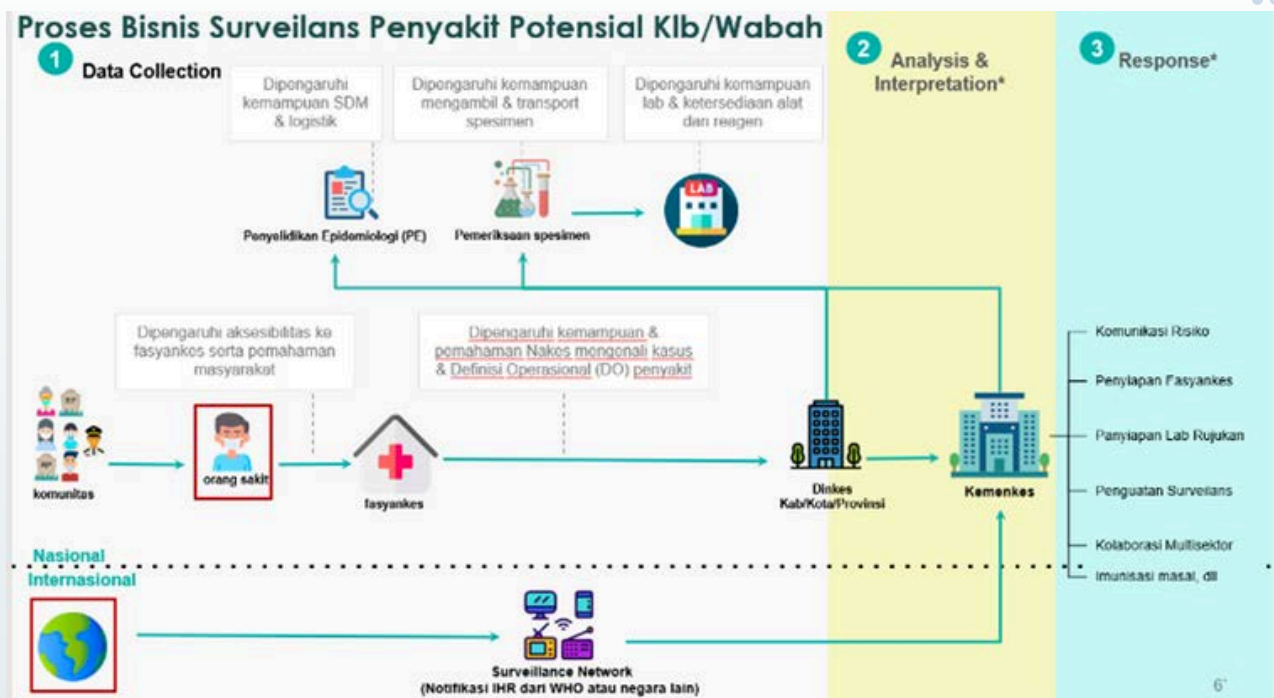 Proses Bisnis Surveilans Penyakit Potensial Klb/Wabah
1
Data Collection
2
Analysis &
Interpretation*
3
Response*
Dipengaruhi
kemampuan SDM
& logistik
Dipengaruhi kemampuan
mengambil & transport
spesimen
Dipengaruhi kemampuan
lab & ketersediaan alat
dan reagen
LAB
Penyelidikan Epidemiologi (PE)
Pemeriksaan spesimen
Dipengaruhi aksesibilitas ke
fasyankes serta pemahaman
masyarakat
Dipengaruhi kemampuan &
pemahaman Nakes mengenali kasus
& Definisi Operasional (DO) penyakit
komunitas
orang sakit
fasyankes
Dinkes
Kab/Kota/Provinsi
Kemenkes
Komunikasi Risiko
Penyiapan Fasyankes
Panyiapan Lab Rujukan
Penguatan Surveilans
Kolaborasi Multisektor
Imunisasi masal, dll
Nasional
Internasional
Surveillance Network
(Notifikasi IHR dari WHO atau negara lain)
6